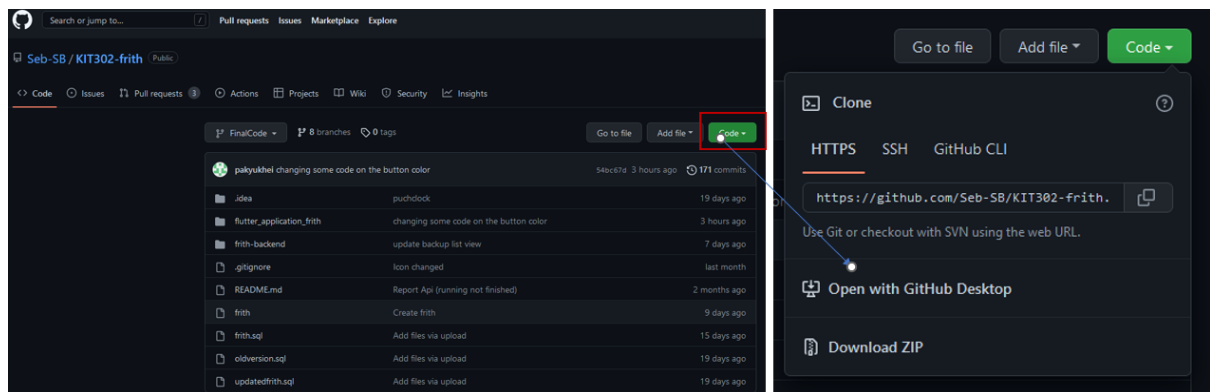 Search or jump to... / Pull requests Issues Marketplace Explore
Seb-SB / KIT302-frith Public
<> Code Issues Pull requests 3 Actions Projects Wiki Security Insights
FinalCode 8 branches 0 tags Go to file Add file Code
pakyukhei changing some code on the button color 54bc67d 3 hours ago 171 commits
.idea puchdock 19 days ago
flutter_application_frith changing some code on the button color 3 hours ago
frith-backend update backup list view 7 days ago
.gitignore Icon changed last month
README.md Report Api (running not finished) 2 months ago
frith Create frith 9 days ago
frith.sql Add files via upload 15 days ago
oldversion.sql Add files via upload 19 days ago
updatedfrith.sql Add files via upload 19 days ago
Go to file Add file Code
Clone ?
HTTPS SSH GitHub CLI
https://github.com/Seb-SB/KIT302-frith.
Use Git or checkout with SVN using the web URL.
Open with GitHub Desktop
Download ZIP